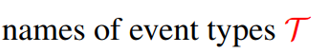 names of event types 𝒯